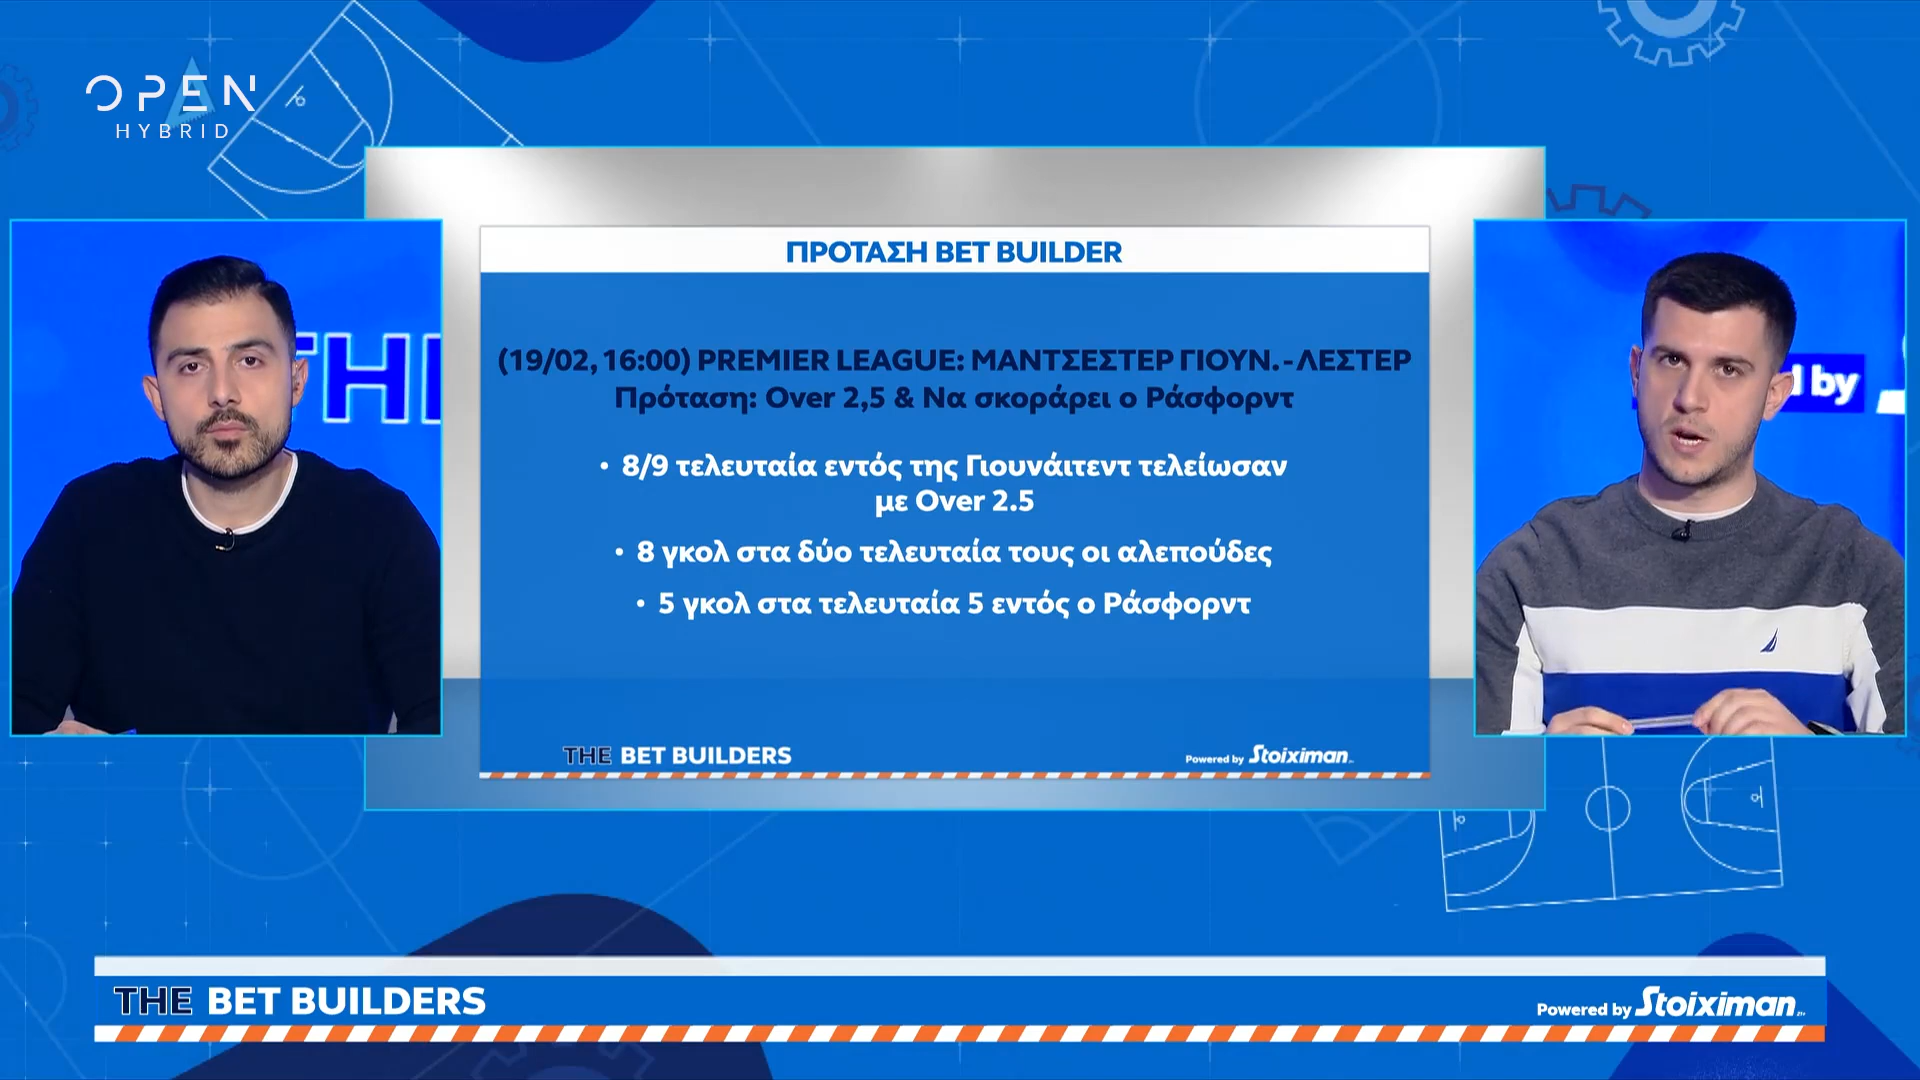 OPEN
HYBRID
ΠΡΟΤΑΣΗ BET BUILDER
(19/02, 16:00) PREMIER LEAGUE: ΜΑΝΤΣΕΣΤΕΡ ΓΙΟΥΝ. - ΛΕΣΤΕΡ
Πρόταση: Over 2,5 & Να σκοράρει ο Ράσφορντ
• 8/9 τελευταία εντός της Γιουνάιτεντ τελείωσαν
με Over 2.5
• 8 γκολ στα δύο τελευταία τους οι αλεπούδες
• 5 γκολ στα τελευταία 5 εντός ο Ράσφορντ
THE BET BUILDERS
Powered by Stoiximan
THE
d by
THE BET BUILDERS
Powered by Stoiximan